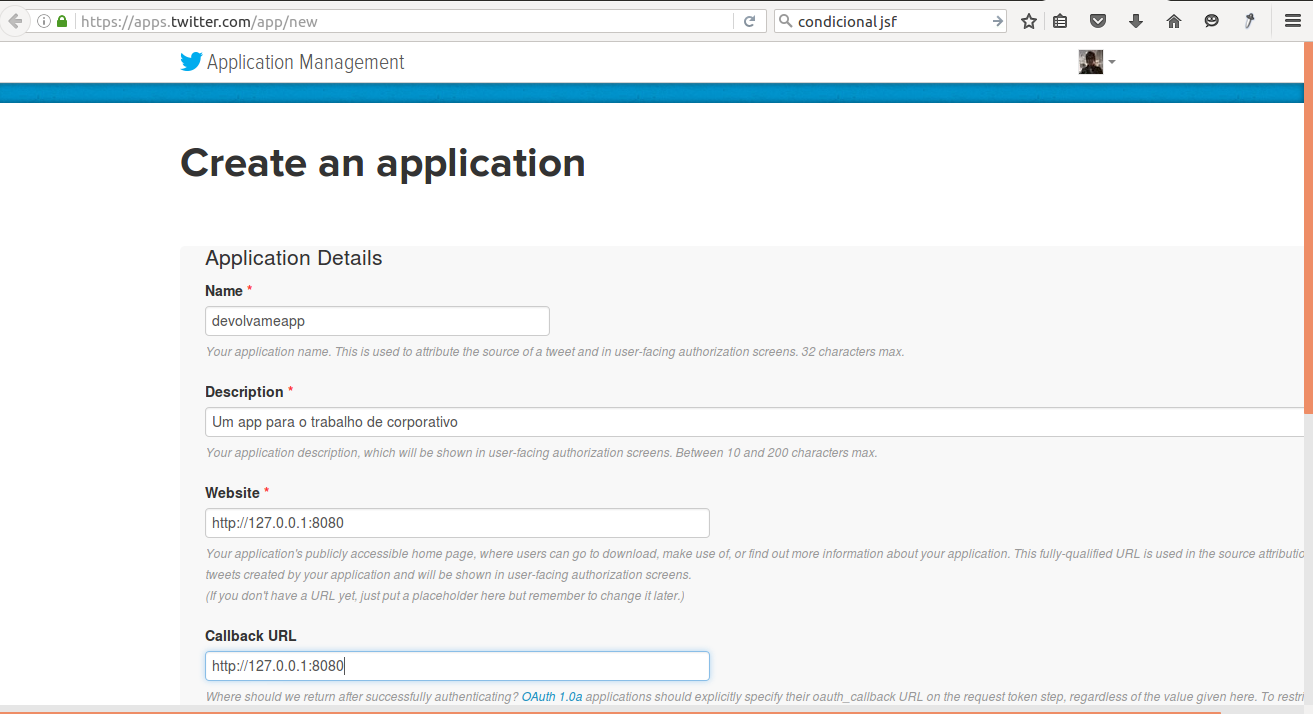 https://apps.twitter.com/app/new
condicional jsf
Application Management
Create an application
Application Details
Name *
devolvameapp
Your application name. This is used to attribute the source of a tweet and in user-facing authorization screens. 32 characters max.
Description *
Um app para o trabalho de corporativo
Your application description, which will be shown in user-facing authorization screens. Between 10 and 200 characters max.
Website *
http://127.0.0.1:8080
Your application's publicly accessible home page, where users can go to download, make use of, or find out more information about your application. This fully-qualified URL is used in the source attributio
tweets created by your application and will be shown in user-facing authorization screens.
(If you don't have a URL yet, just put a placeholder here but remember to change it later.)
Callback URL
http://127.0.0.1:8080
Where should we return after successfully authenticating? OAuth 1.0a applications should explicitly specify their oauth_callback URL on the request token step, regardless of the value given here. To restri